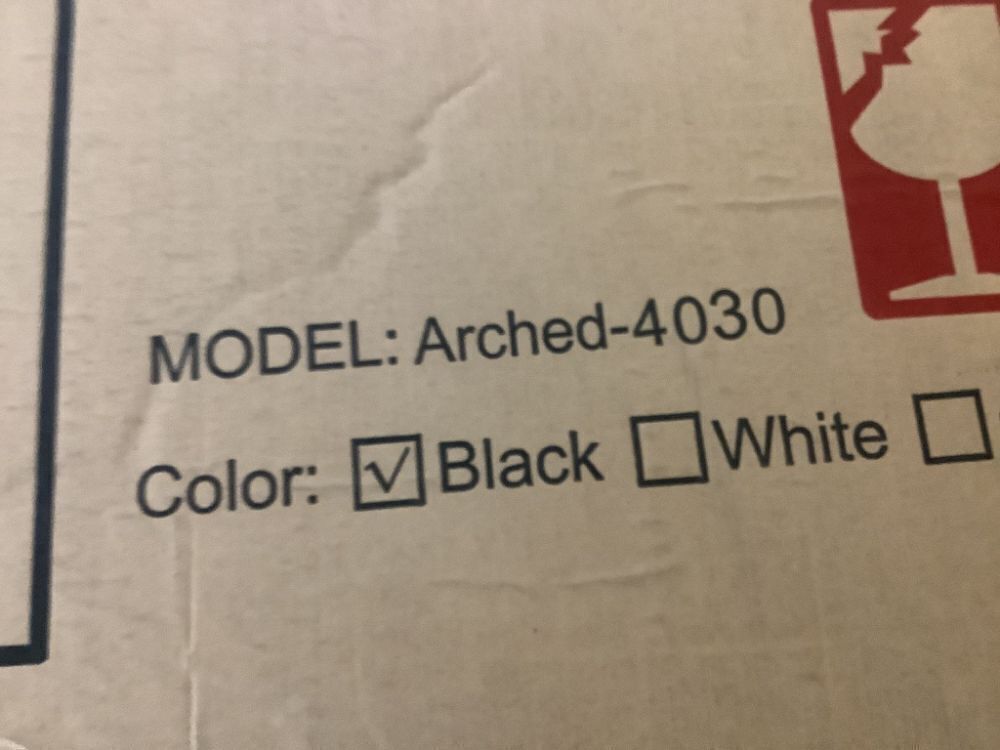 MODEL: Arched-4030
Color: ☑ Black ☐ White ☐